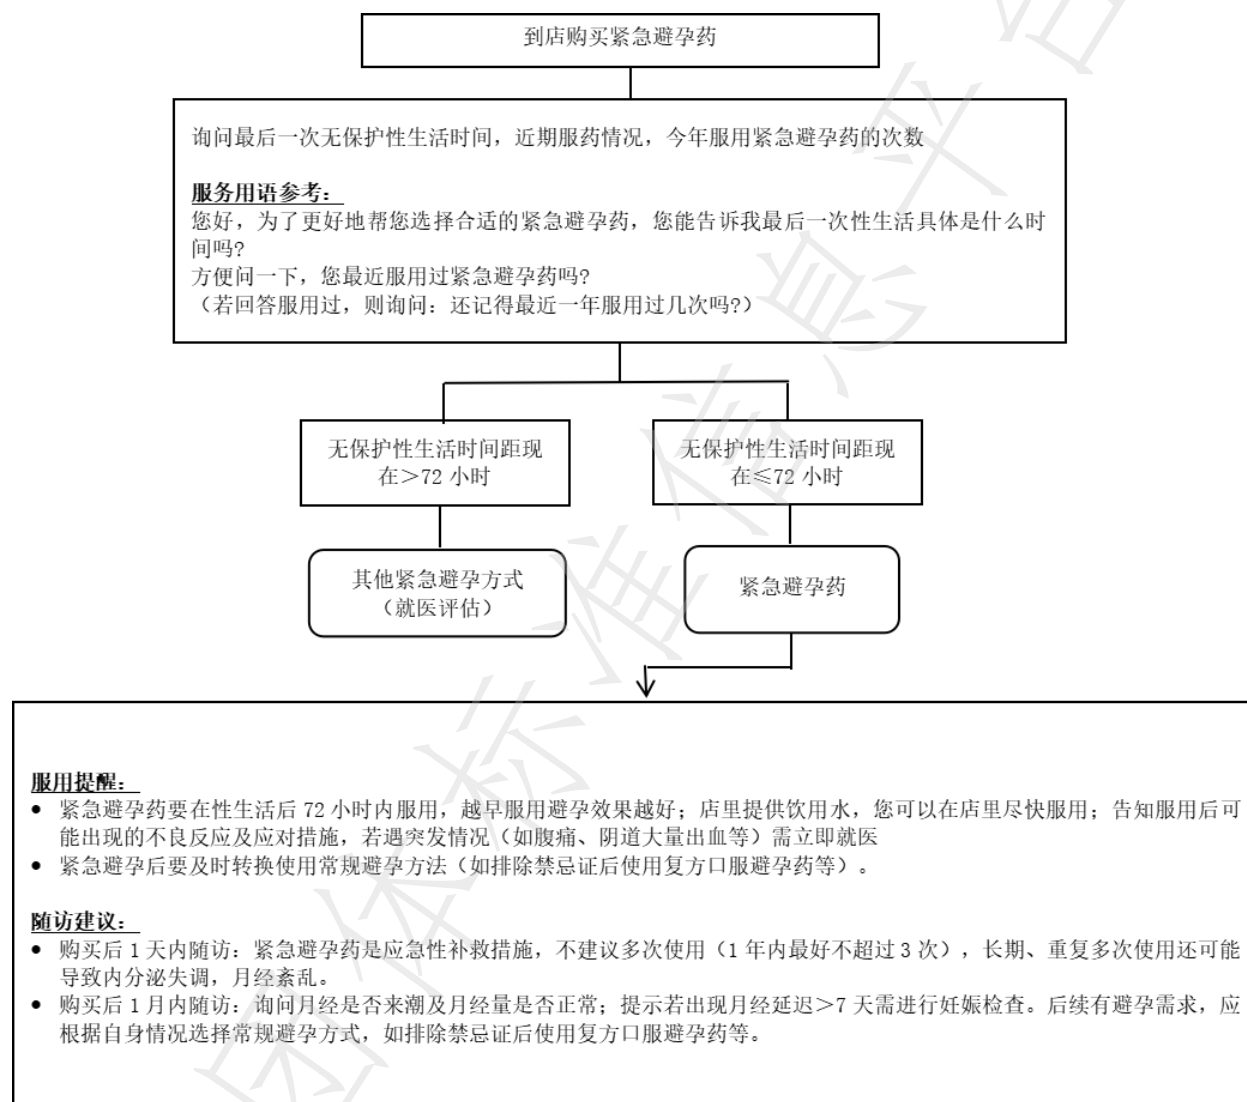 到店购买紧急避孕药
询问最后一次无保护性生活时间，近期服药情况，今年服用紧急避孕药的次数
服务用语参考：
您好，为了更好地帮您选择合适的紧急避孕药，您能告诉我最后一次性生活具体是什么时
间吗？
方便问一下，您最近服用过紧急避孕药吗？
（若回答服用过，则询问：还记得最近一年服用过几次吗？）
无保护性生活时间距现
在＞72 小时
无保护性生活时间距现
在≤72 小时
其他紧急避孕方式
（就医评估）
紧急避孕药
服用提醒：
• 紧急避孕药要在性生活后 72 小时内服用，越早服用避孕效果越好；店里提供饮用水，您可以在店里尽快服用；告知服用后可
能出现的不良反应及应对措施，若遇突发情况（如腹痛、阴道大量出血等）需立即就医
• 紧急避孕后要及时转换使用常规避孕方法（如排除禁忌证后使用复方口服避孕药等）。
随访建议：
• 购买后 1 天内随访：紧急避孕药是应急性补救措施，不建议多次使用（1 年内最好不超过 3 次），长期、重复多次使用还可能
导致内分泌失调，月经紊乱。
• 购买后 1 月内随访：询问月经是否来潮及月经量是否正常；提示若出现月经延迟＞7 天需进行妊娠检查。后续有避孕需求，应
根据自身情况选择常规避孕方式，如排除禁忌证后使用复方口服避孕药等。
团体标准信息平台